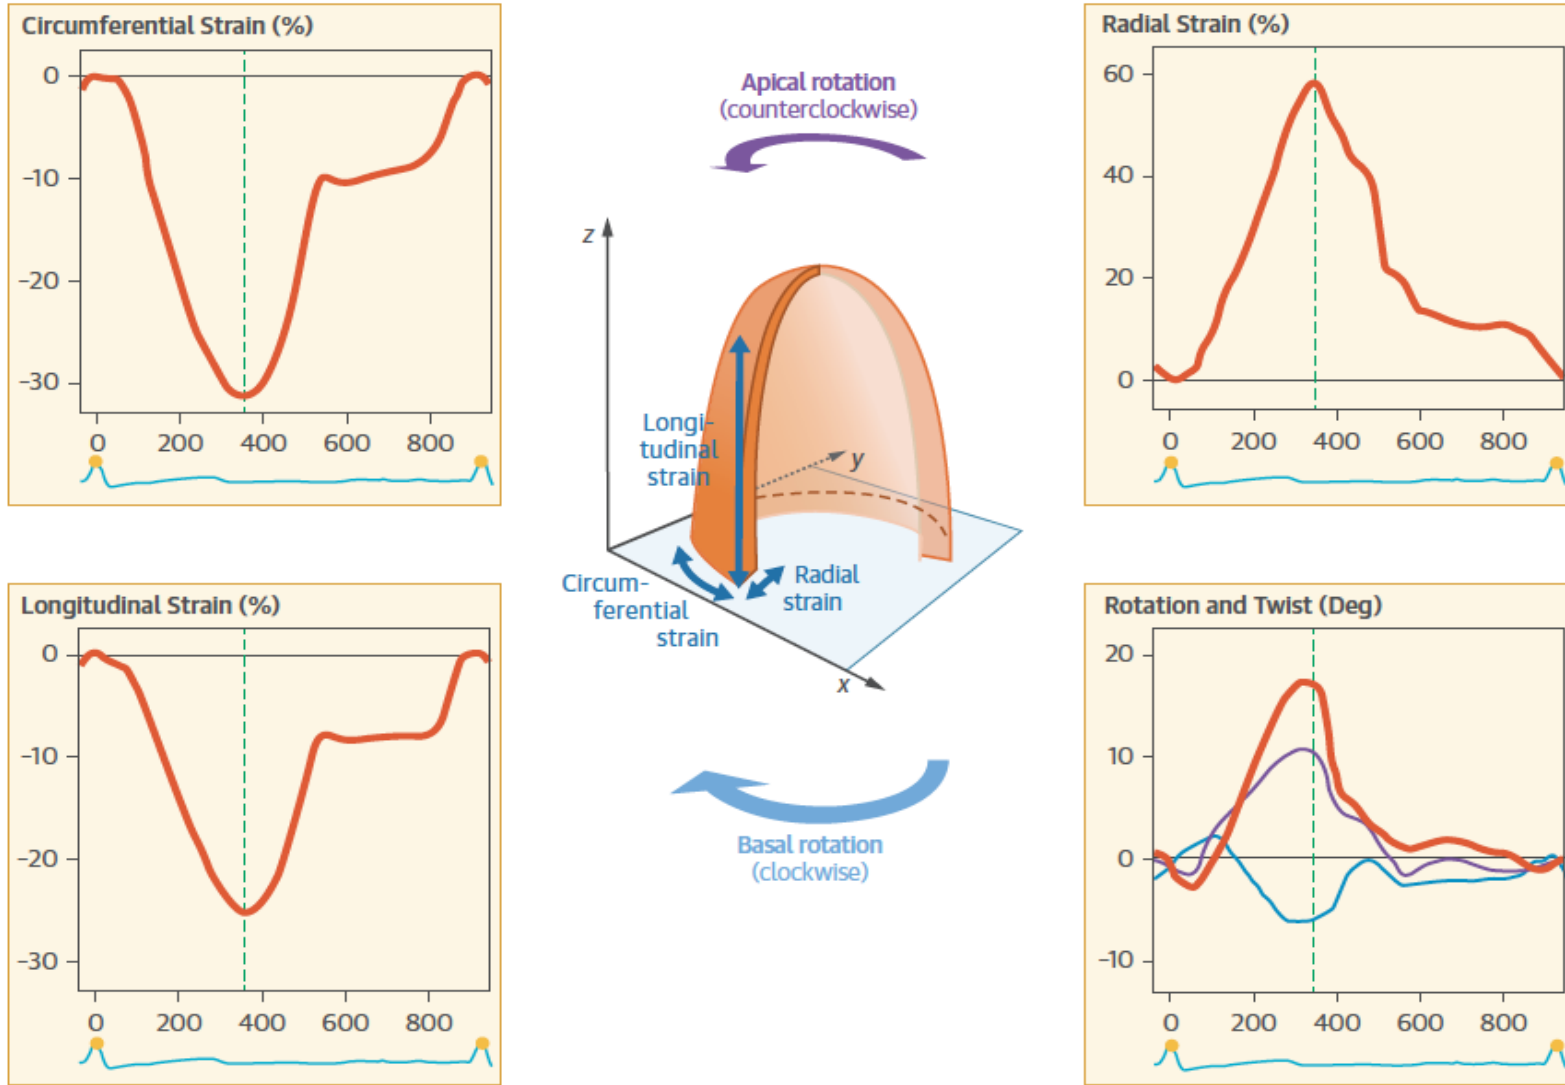 Circumferential Strain (%)
0
-10
-20
-30
0 200 400 600 800
Apical rotation
(counterclockwise)
z
Longi-
tudinal
strain
y
Circum-
ferential
strain
Radial
strain
x
Basal rotation
(clockwise)
Radial Strain (%)
60
40
20
0
0 200 400 600 800
Longitudinal Strain (%)
0
-10
-20
-30
0 200 400 600 800
Rotation and Twist (Deg)
20
10
0
-10
0 200 400 600 800